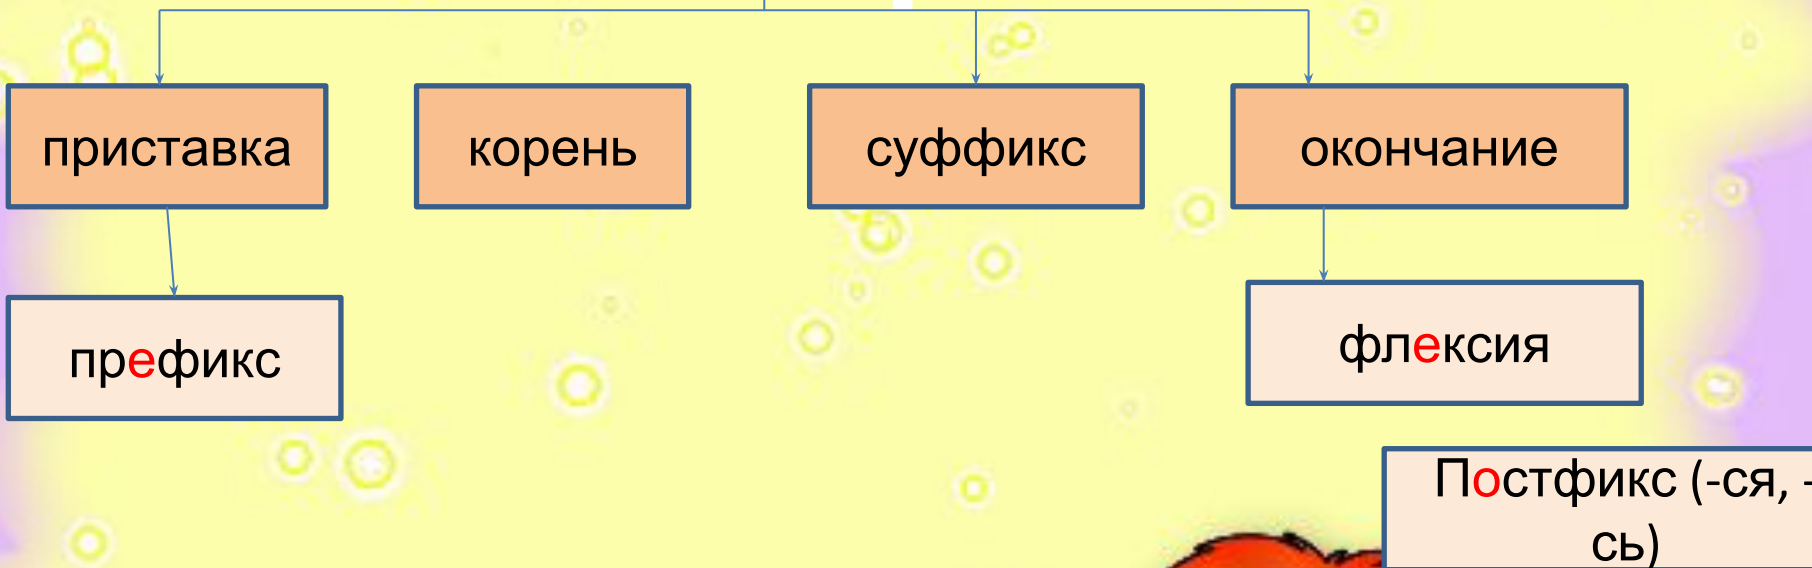 приставка
корень
суффикс
окончание
префикс
флексия
Постфикс (-ся, -
сь)